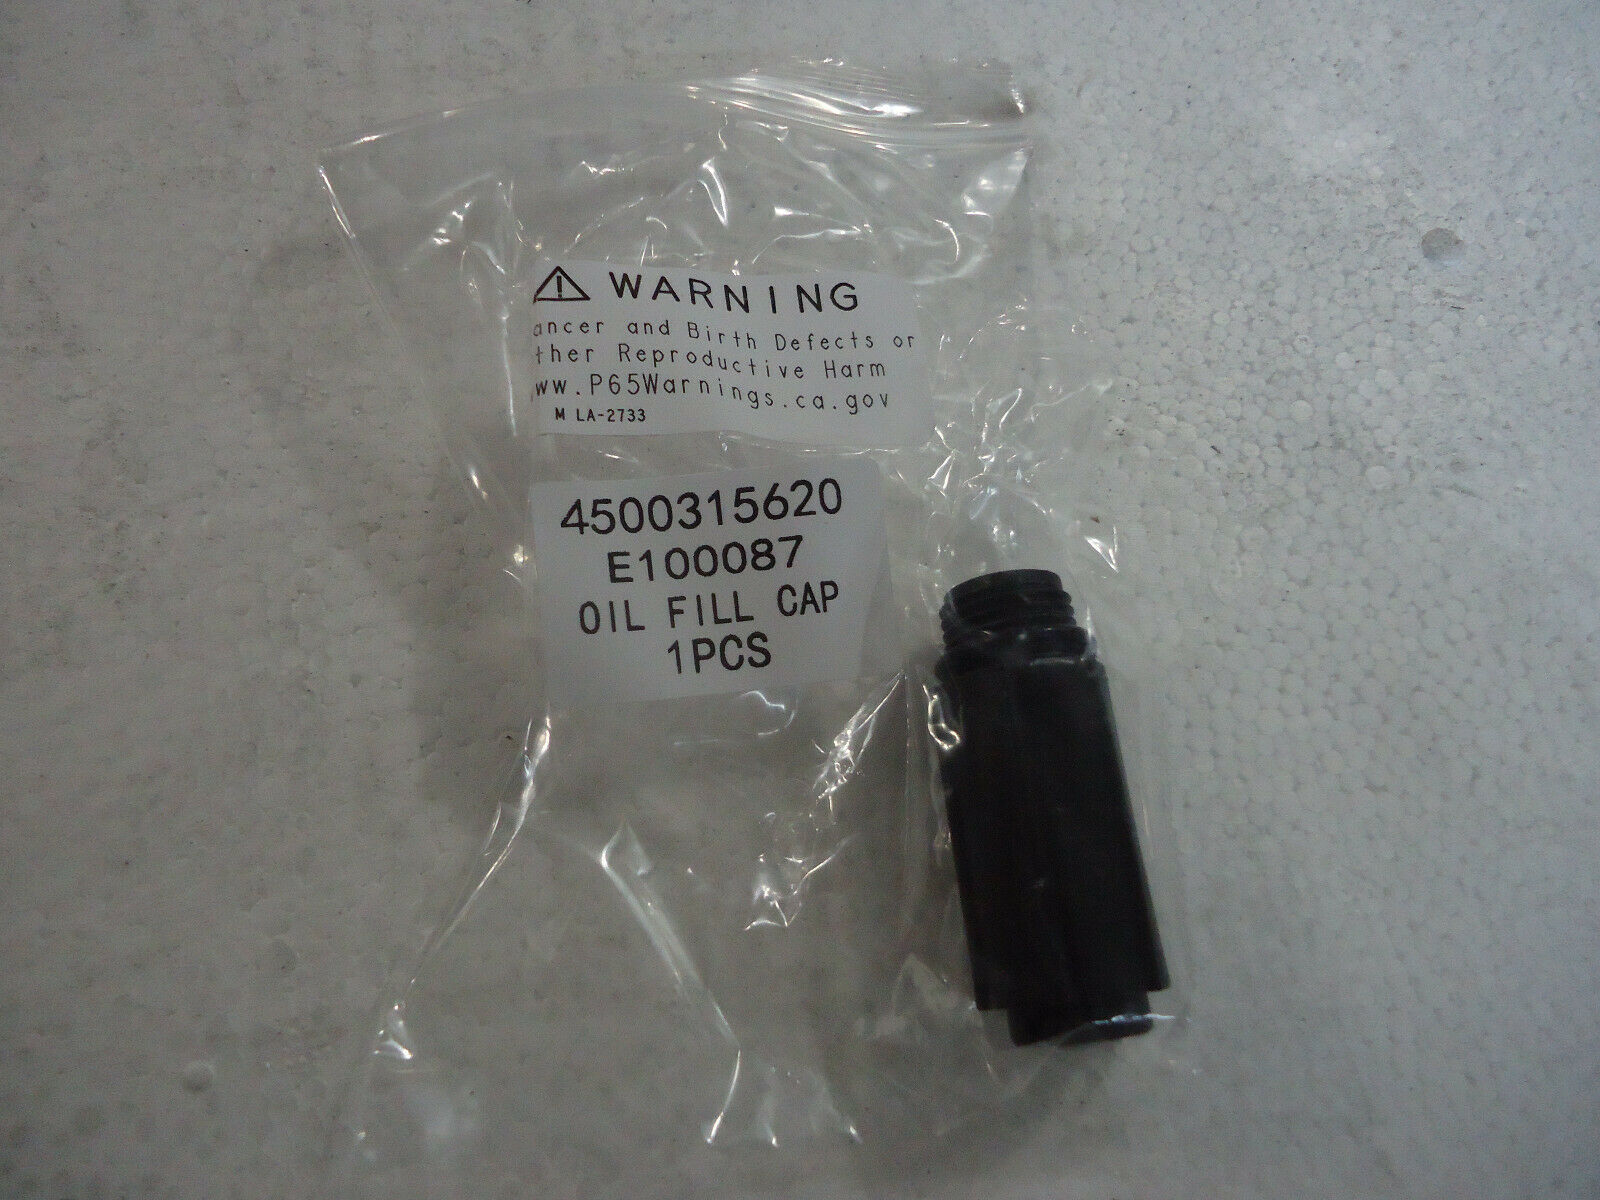 WARNING
ancer and Birth Defects or
ther Reproductive Harm
ww.P65Warnings.ca.gov
M LA-2733
4500315620
E100087
OIL FILL CAP
1PCS